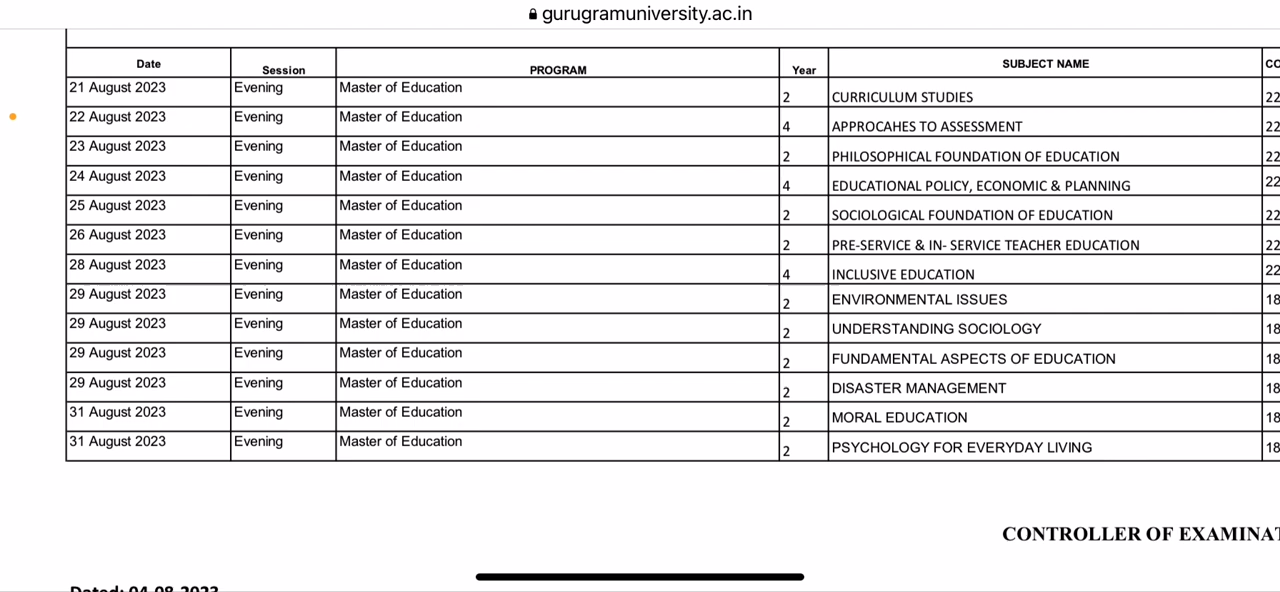 gurugramuniversity.ac.in
Date Session PROGRAM Year SUBJECT NAME CO
21 August 2023 Evening Master of Education 2 CURRICULUM STUDIES 22
22 August 2023 Evening Master of Education 4 APPROCAHES TO ASSESSMENT 22
23 August 2023 Evening Master of Education 2 PHILOSOPHICAL FOUNDATION OF EDUCATION 22
24 August 2023 Evening Master of Education 4 EDUCATIONAL POLICY, ECONOMIC & PLANNING 22
25 August 2023 Evening Master of Education 2 SOCIOLOGICAL FOUNDATION OF EDUCATION 22
26 August 2023 Evening Master of Education 2 PRE-SERVICE & IN- SERVICE TEACHER EDUCATION 22
28 August 2023 Evening Master of Education 4 INCLUSIVE EDUCATION 22
29 August 2023 Evening Master of Education 2 ENVIRONMENTAL ISSUES 18
29 August 2023 Evening Master of Education 2 UNDERSTANDING SOCIOLOGY 18
29 August 2023 Evening Master of Education 2 FUNDAMENTAL ASPECTS OF EDUCATION 18
29 August 2023 Evening Master of Education 2 DISASTER MANAGEMENT 18
31 August 2023 Evening Master of Education 2 MORAL EDUCATION 18
31 August 2023 Evening Master of Education 2 PSYCHOLOGY FOR EVERYDAY LIVING 18
CONTROLLER OF EXAMINAT
Dated: 04-08-2023